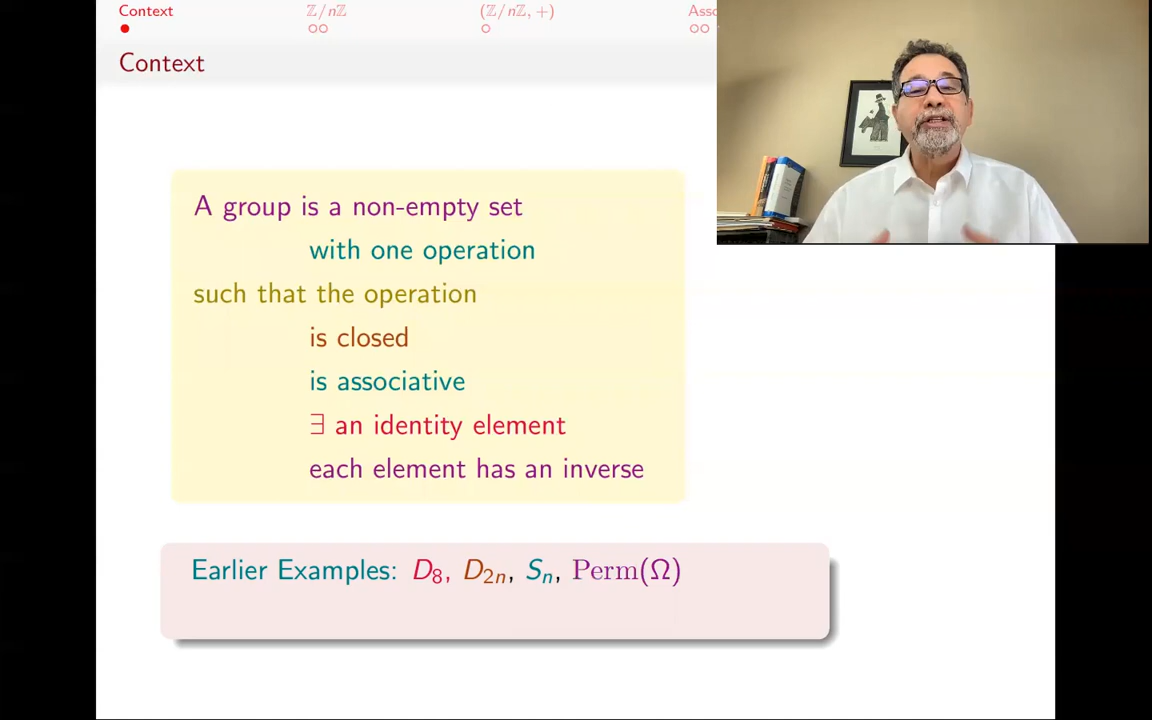 Context ℤ/nℤ (ℤ/nℤ, +) Asso
Context
A group is a non-empty set
with one operation
such that the operation
is closed
is associative
∃ an identity element
each element has an inverse
Earlier Examples: D₈, D₂ₙ, Sₙ, Perm(Ω)